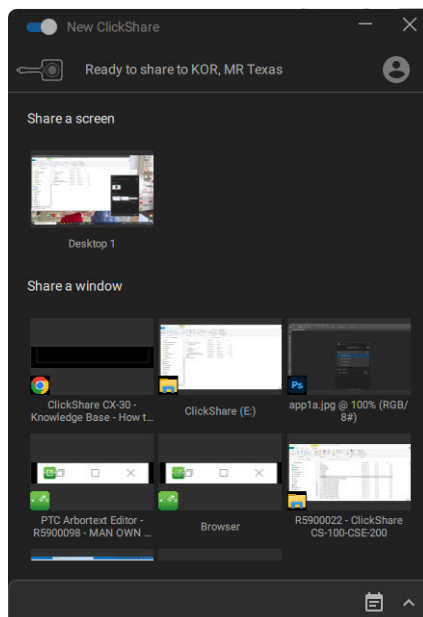 New ClickShare
Ready to share to KOR, MR Texas
Share a screen
Desktop 1
Share a window
ClickShare CX-30 -
Knowledge Base - How t...
ClickShare (E:)
Ps
app1a.jpg @ 100% (RGB/
8#)
PTC Arbortext Editor -
R5900098 - MAN OWN ...
Browser
R5900022 - ClickShare
CS-100-CSE-200